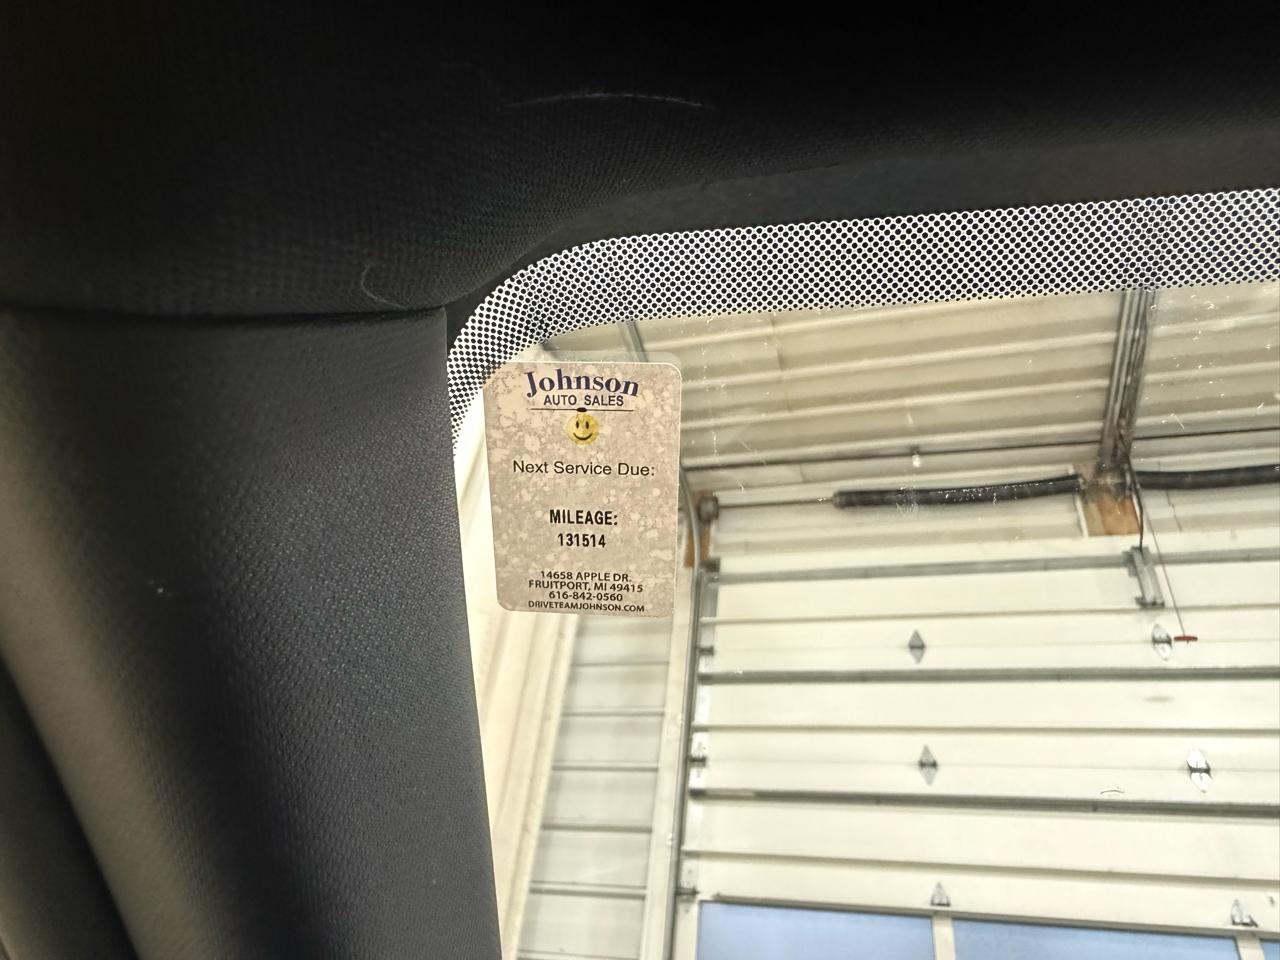 Johnson
AUTO SALES
Next Service Due:
MILEAGE:
131514
14658 APPLE DR.
FRUITPORT, MI 49415
616-842-0560
DRIVETEAMJOHNSON.COM